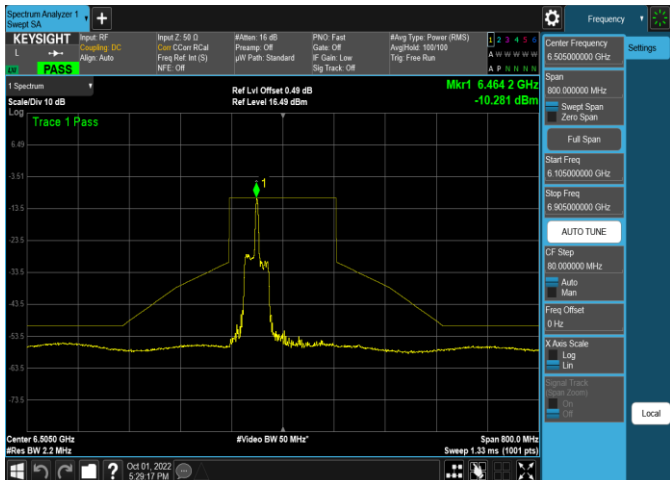 Spectrum Analyzer 1
Swept SA
+
Frequency
KEYSIGHT
L
LXI
PASS
Input: RF
Coupling: DC
Align: Auto
Input Z: 50 Ω
Corr CCorr RCal
Freq Ref: Int (S)
NFE: Off
#Atten: 16 dB
Preamp: Off
µW Path: Standard
PNO: Fast
Gate: Off
IF Gain: Low
Sig Track: Off
#Avg Type: Power (RMS)
Avg|Hold: 100/100
Trig: Free Run
1 2 3 4 5 6
A W W W W W
A P N N N N
1 Spectrum
Scale/Div 10 dB
Log
Ref Lvl Offset 0.49 dB
Ref Level 16.49 dBm
Mkr1 6.464 2 GHz
-10.281 dBm
Trace 1 Pass
6.49
-3.51
-13.5
-23.5
-33.5
-43.5
-53.5
-63.5
-73.5
1
Center 6.5050 GHz
#Res BW 2.2 MHz
#Video BW 50 MHz*
Span 800.0 MHz
Sweep 1.33 ms (1001 pts)
Center Frequency
6.505000000 GHz
Span
800.000000 MHz
Swept Span
Zero Span
Full Span
Start Freq
6.105000000 GHz
Stop Freq
6.905000000 GHz
AUTO TUNE
CF Step
80.000000 MHz
Auto
Man
Freq Offset
0 Hz
X Axis Scale
Log
Lin
Signal Track
(Span Zoom)
On
Off
Settings
Local
?
Oct 01, 2022
5:29:17 PM